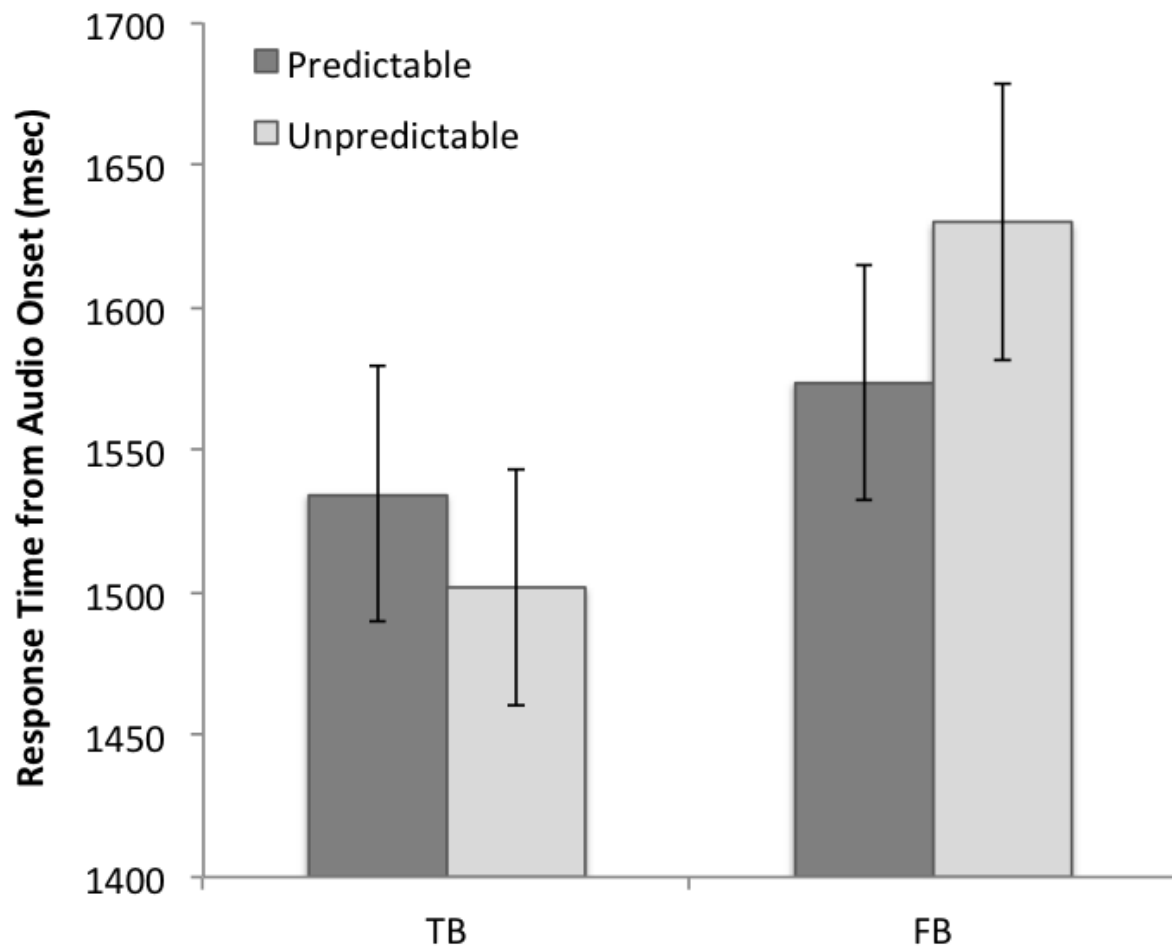 Response Time from Audio Onset (msec)
1700
1650
1600
1550
1500
1450
1400
Predictable
Unpredictable
TB
FB